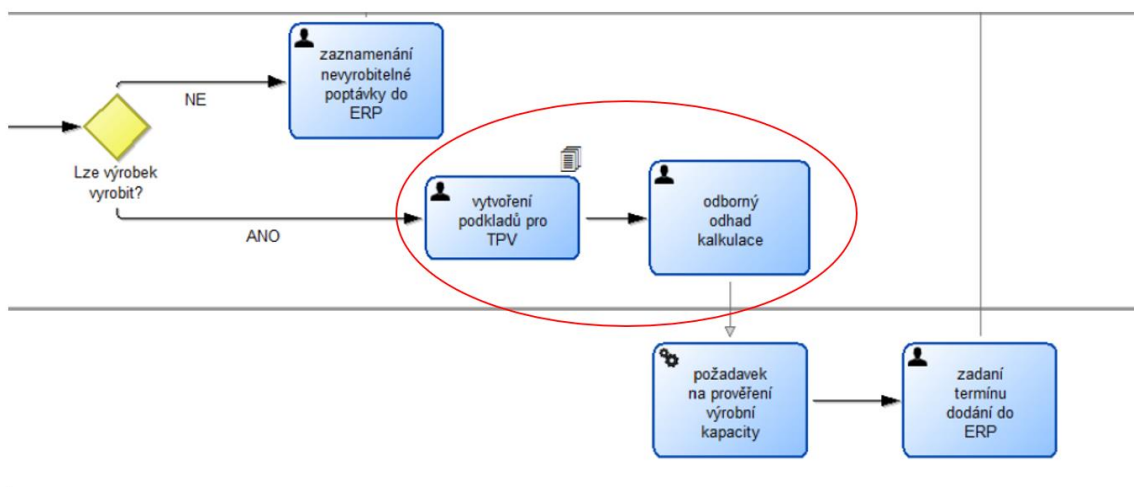 zaznamenání
nevyrobitelné
poptávky do
ERP
NE
Lze výrobek
vyrobit?
ANO
vytvoření
podkladů pro
TPV
odborný
odhad
kalkulace
požadavek
na prověření
výrobní
kapacity
zadaní
termínu
dodání do
ERP